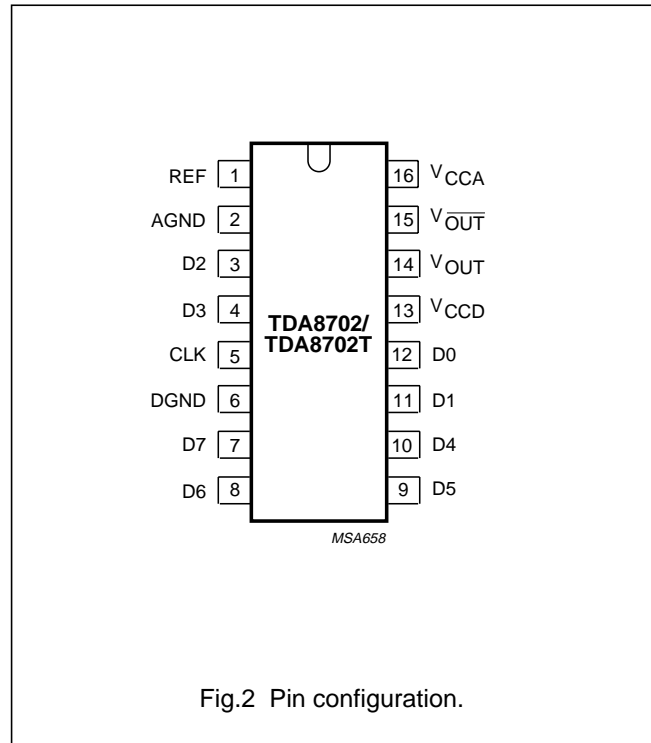 REF 1 16 VCCA
AGND 2 15 V\overline{OUT}
D2 3 14 VOUT
D3 4 13 VCCD
TDA8702/
TDA8702T
CLK 5 12 D0
DGND 6 11 D1
D7 7 10 D4
D6 8 9 D5
MSA658
Fig.2 Pin configuration.